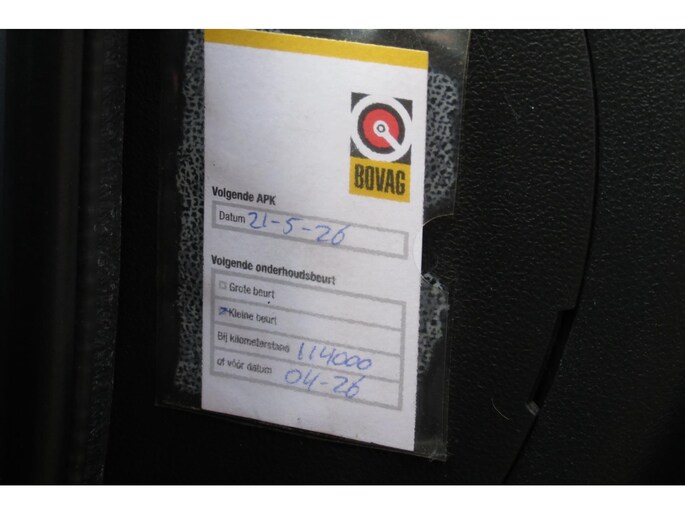 BOVAG
Volgende APK
Datum 21-5-26
Volgende onderhoudsbeurt
Grote beurt
Kleine beurt
Bij kilometerstand 114000
of vóór datum 04-26